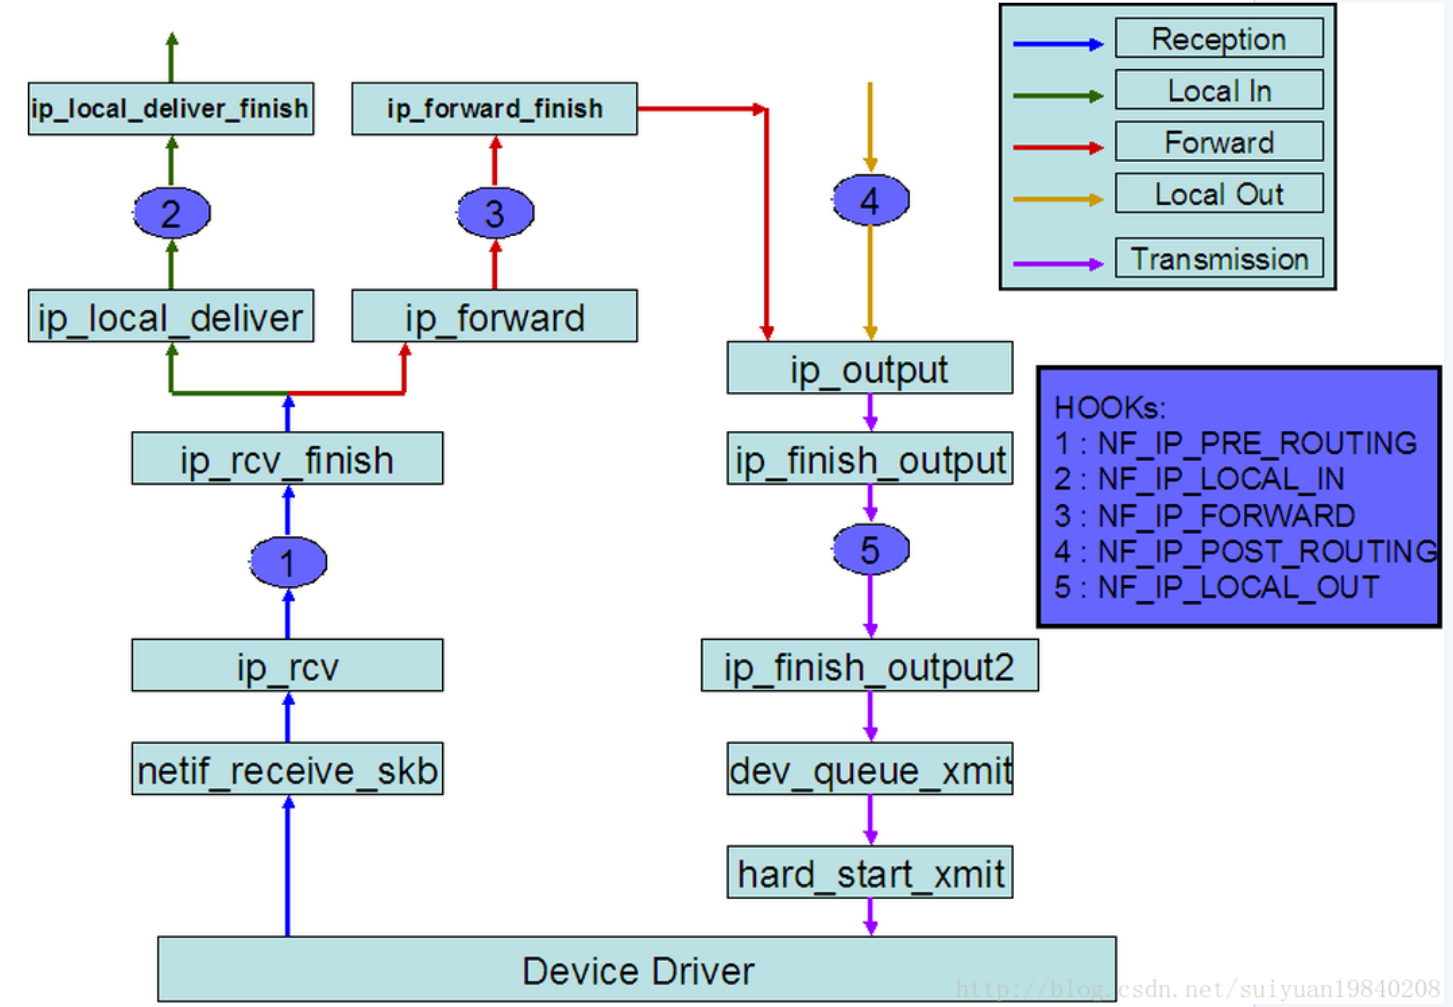 ip_local_deliver_finish
ip_forward_finish
2
3
4
ip_local_deliver
ip_forward
ip_output
ip_rcv_finish
ip_finish_output
1
5
ip_rcv
ip_finish_output2
netif_receive_skb
dev_queue_xmit
hard_start_xmit
Device Driver
Reception
Local In
Forward
Local Out
Transmission
HOOKs:
1 : NF_IP_PRE_ROUTING
2 : NF_IP_LOCAL_IN
3 : NF_IP_FORWARD
4 : NF_IP_POST_ROUTING
5 : NF_IP_LOCAL_OUT
http://blog.csdn.net/suiyuan19840208